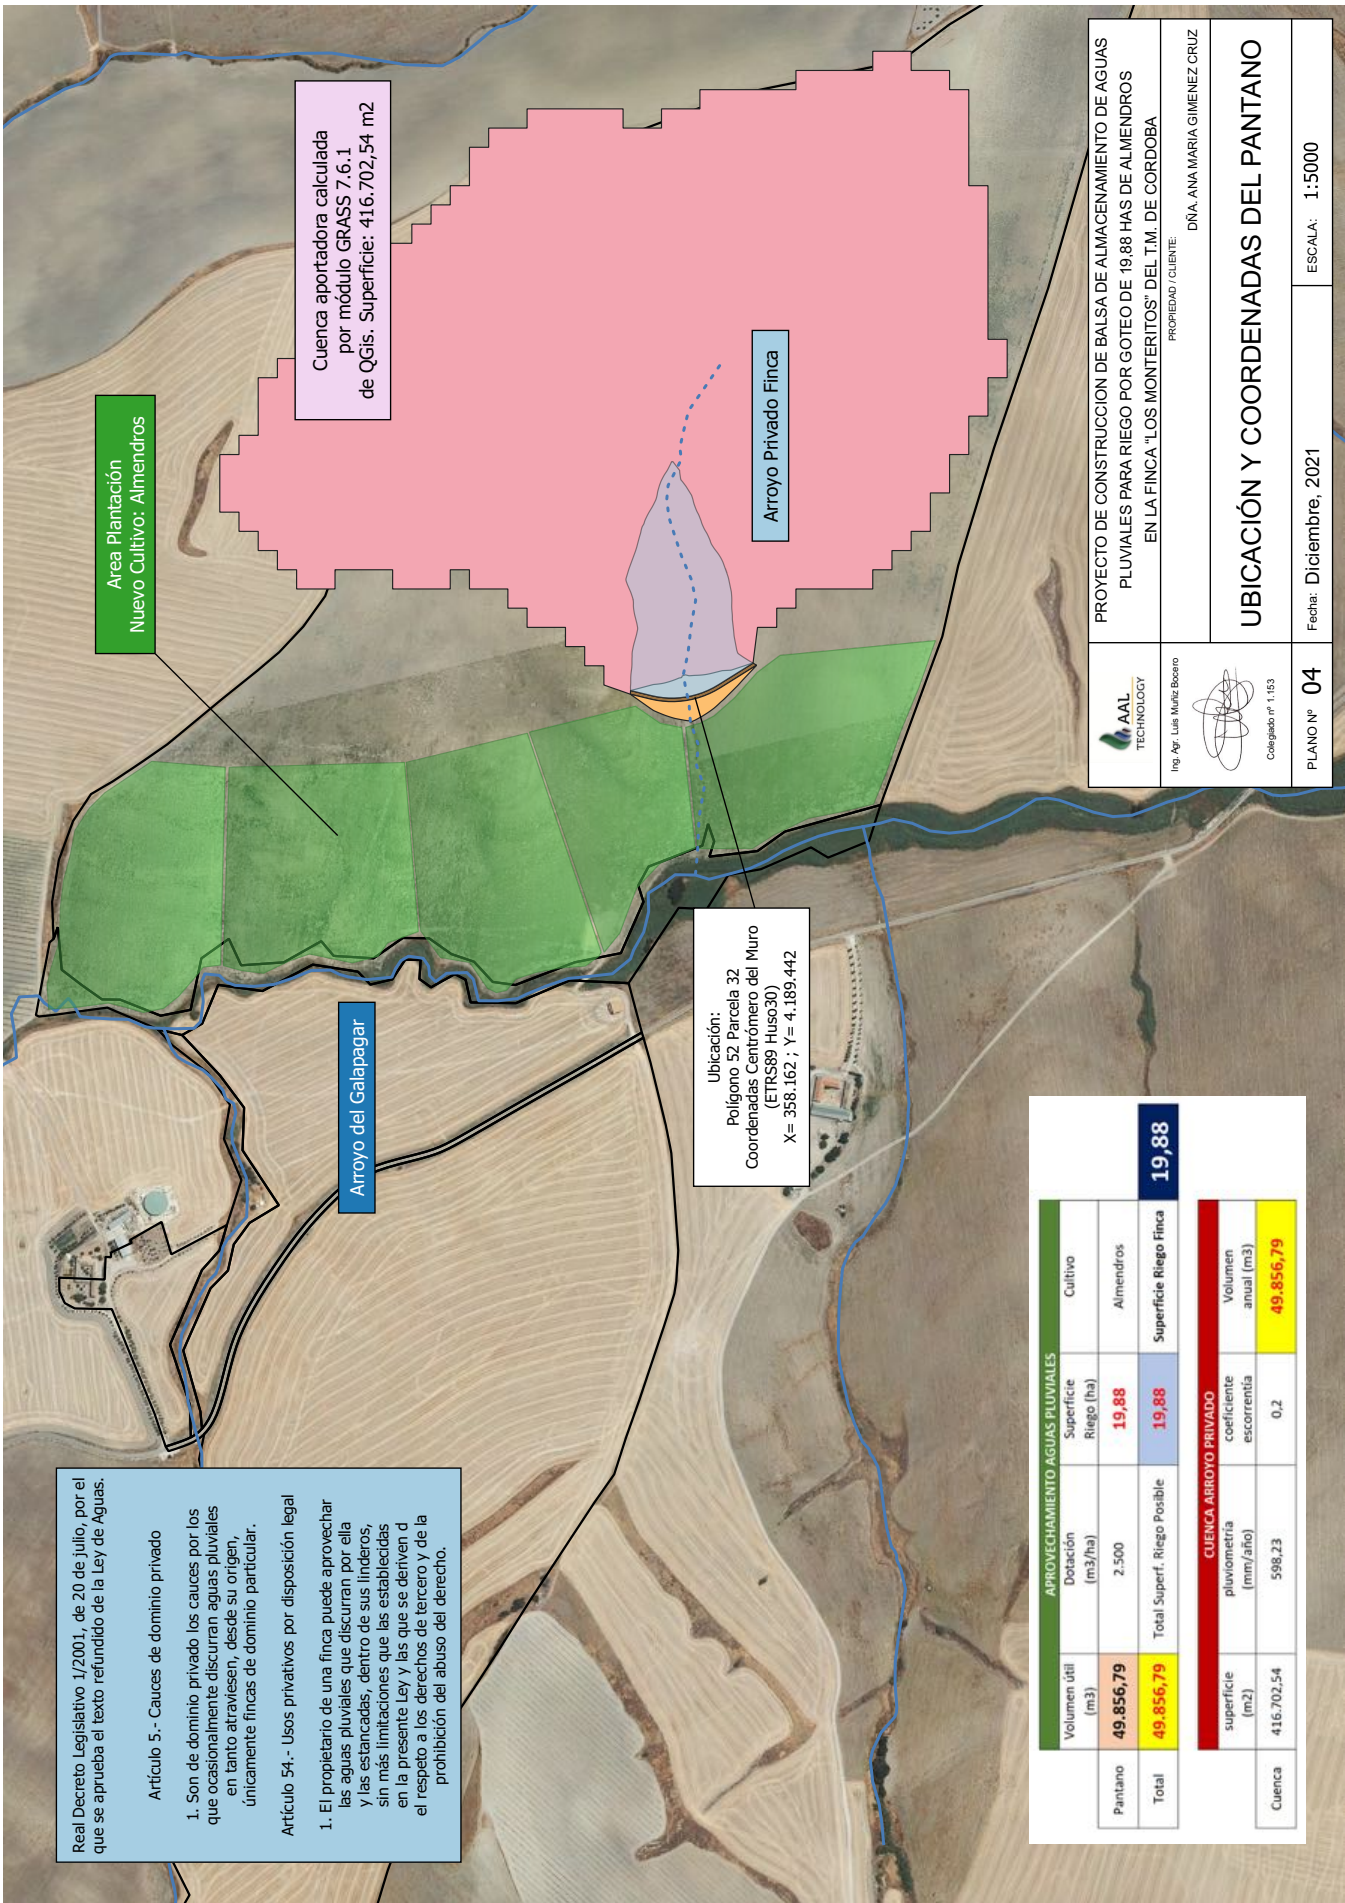 Real Decreto Legislativo 1/2001, de 20 de julio, por el
que se aprueba el texto refundido de la Ley de Aguas.
Artículo 5.- Cauces de dominio privado
1. Son de dominio privado los cauces por los
que ocasionalmente discurran aguas pluviales
en tanto atraviesen, desde su origen,
únicamente fincas de dominio particular.
Artículo 54.- Usos privativos por disposición legal
1. El propietario de una finca puede aprovechar
las aguas pluviales que discurran por ella
y las estancadas, dentro de sus linderos,
sin más limitaciones que las establecidas
en la presente Ley y las que se deriven d
el respeto a los derechos de tercero y de la
prohibición del abuso del derecho.
Arroyo del Galapagar
Area Plantación
Nuevo Cultivo: Almendros
Cuenca aportadora calculada
por módulo GRASS 7.6.1
de QGis. Superficie: 416.702,54 m2
Arroyo Privado Finca
Ubicación:
Polígono 52 Parcela 32
Coordenadas Centrómero del Muro
(ETRS89 Huso30)
X= 358.162 ; Y= 4.189.442
APROVECHAMIENTO AGUAS PLUVIALES
Volumen útil (m3) Dotación (m3/ha) Superficie Riego (ha) Cultivo
Pantano 49.856,79 2.500 19,88 Almendros
Total 49.856,79 Total Superf. Riego Posible 19,88 Superficie Riego Finca 19,88
CUENCA ARROYO PRIVADO
superficie (m2) pluviometría (mm/año) coeficiente escorrentía Volumen anual (m3)
Cuenca 416.702,54 598,23 0,2 49.856,79
AAL
TECHNOLOGY
PROYECTO DE CONSTRUCCION DE BALSA DE ALMACENAMIENTO DE AGUAS
PLUVIALES PARA RIEGO POR GOTEO DE 19,88 HAS DE ALMENDROS
EN LA FINCA "LOS MONTERITOS" DEL T.M. DE CORDOBA
Ing. Agr. Luis Muñiz Bocero
Colegiado nº 1.153
PROPIEDAD / CLIENTE:
DÑA. ANA MARIA GIMENEZ CRUZ
UBICACIÓN Y COORDENADAS DEL PANTANO
PLANO Nº 04
Fecha: Diciembre, 2021
ESCALA: 1:5000